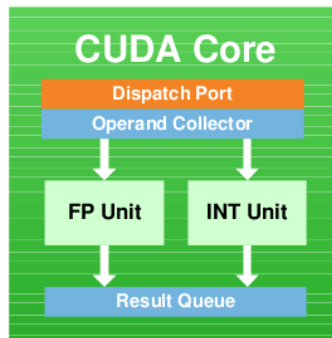 CUDA Core
Dispatch Port
Operand Collector
FP Unit
INT Unit
Result Queue